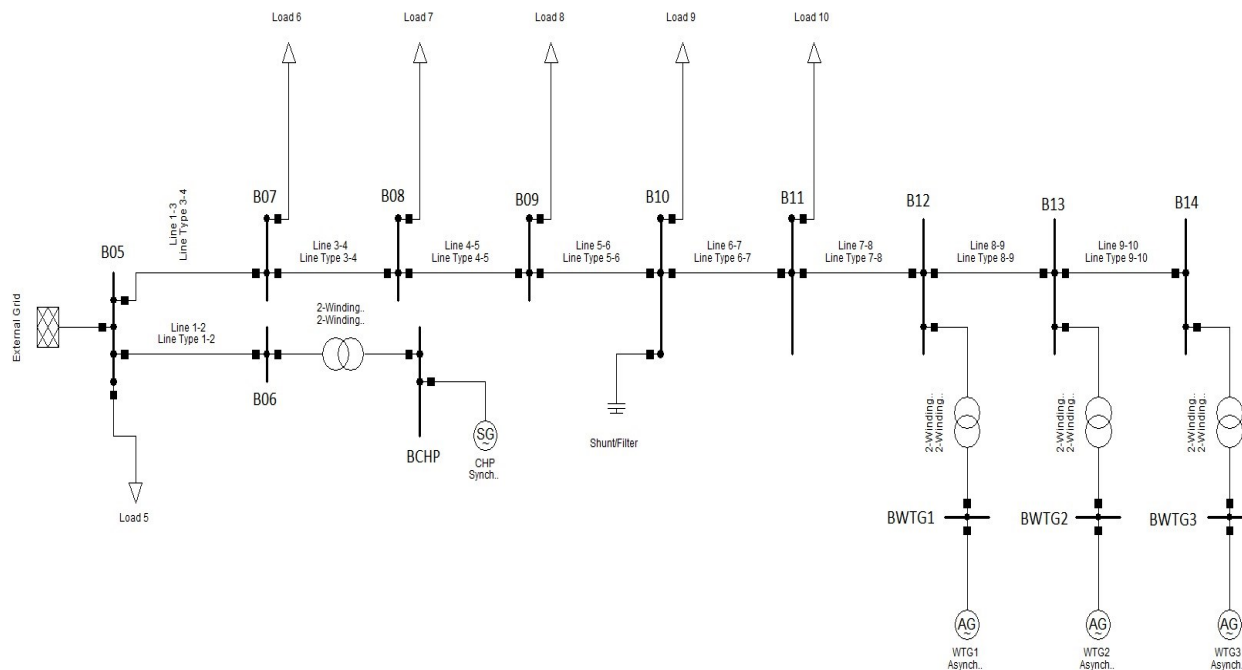 Load 6
Load 7
Load 8
Load 9
Load 10
B05
B07
B08
B09
B10
B11
B12
B13
B14
Line 1-3
Line Type 3-4
Line 3-4
Line Type 3-4
Line 4-5
Line Type 4-5
Line 5-6
Line Type 5-6
Line 6-7
Line Type 6-7
Line 7-8
Line Type 7-8
Line 8-9
Line Type 8-9
Line 9-10
Line Type 9-10
External Grid
Line 1-2
Line Type 1-2
2-Winding..
2-Winding..
B06
BCHP
SG
~
CHP
Synch..
Shunt/Filter
Load 5
2-Winding..
2-Winding..
2-Winding..
2-Winding..
2-Winding..
2-Winding..
BWTG1
BWTG2
BWTG3
AG
~
WTG1
Asynch..
AG
~
WTG2
Asynch..
AG
~
WTG3
Asynch..